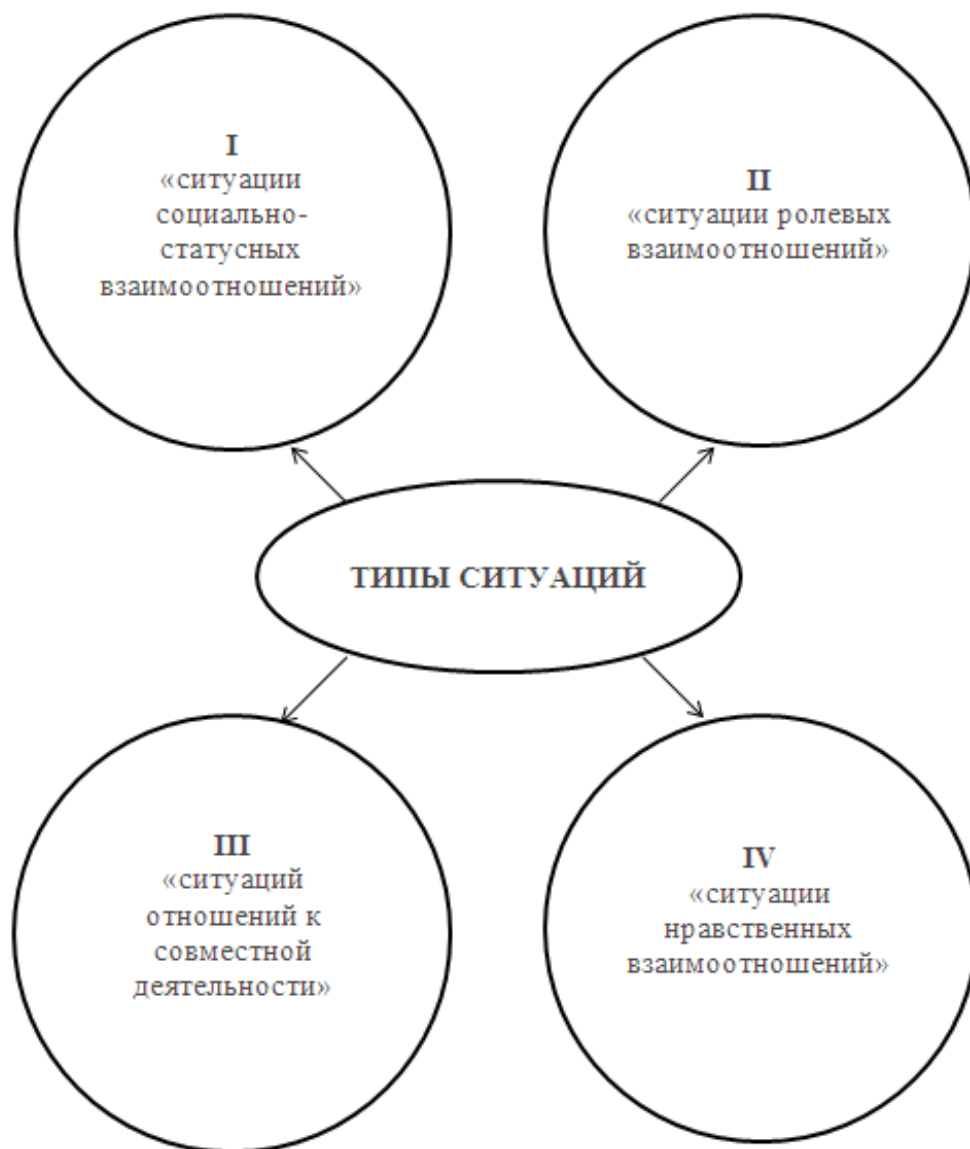 I
«ситуации
социально-
статусных
взаимоотношений»
II
«ситуации ролевых
взаимоотношений»
ТИПЫ СИТУАЦИЙ
III
«ситуаций
отношений к
совместной
деятельности»
IV
«ситуации
нравственных
взаимоотношений»